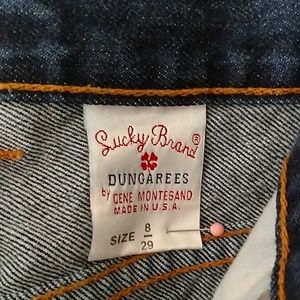 Lucky Brand®
DUNGAREES
by GENE MONTESANO
MADE IN U.S.A.
SIZE 8
29